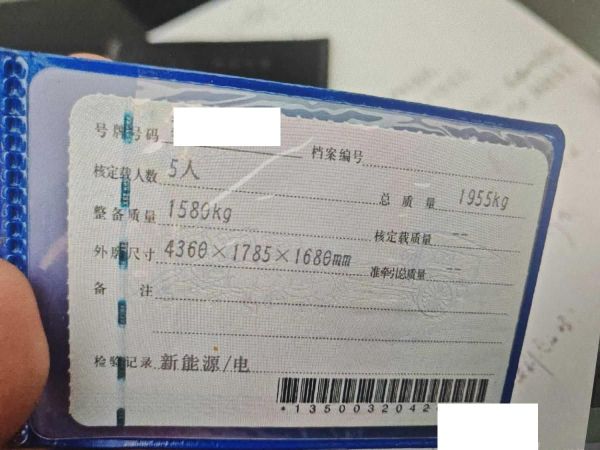 号牌号码
档案编号
核定载人数 5人
总质量 1955kg
整备质量 1580kg
核定载质量 --
外廓尺寸 4360×1785×1680mm
准牵引总质量 --
备注
检验记录 新能源/电
*1350032042